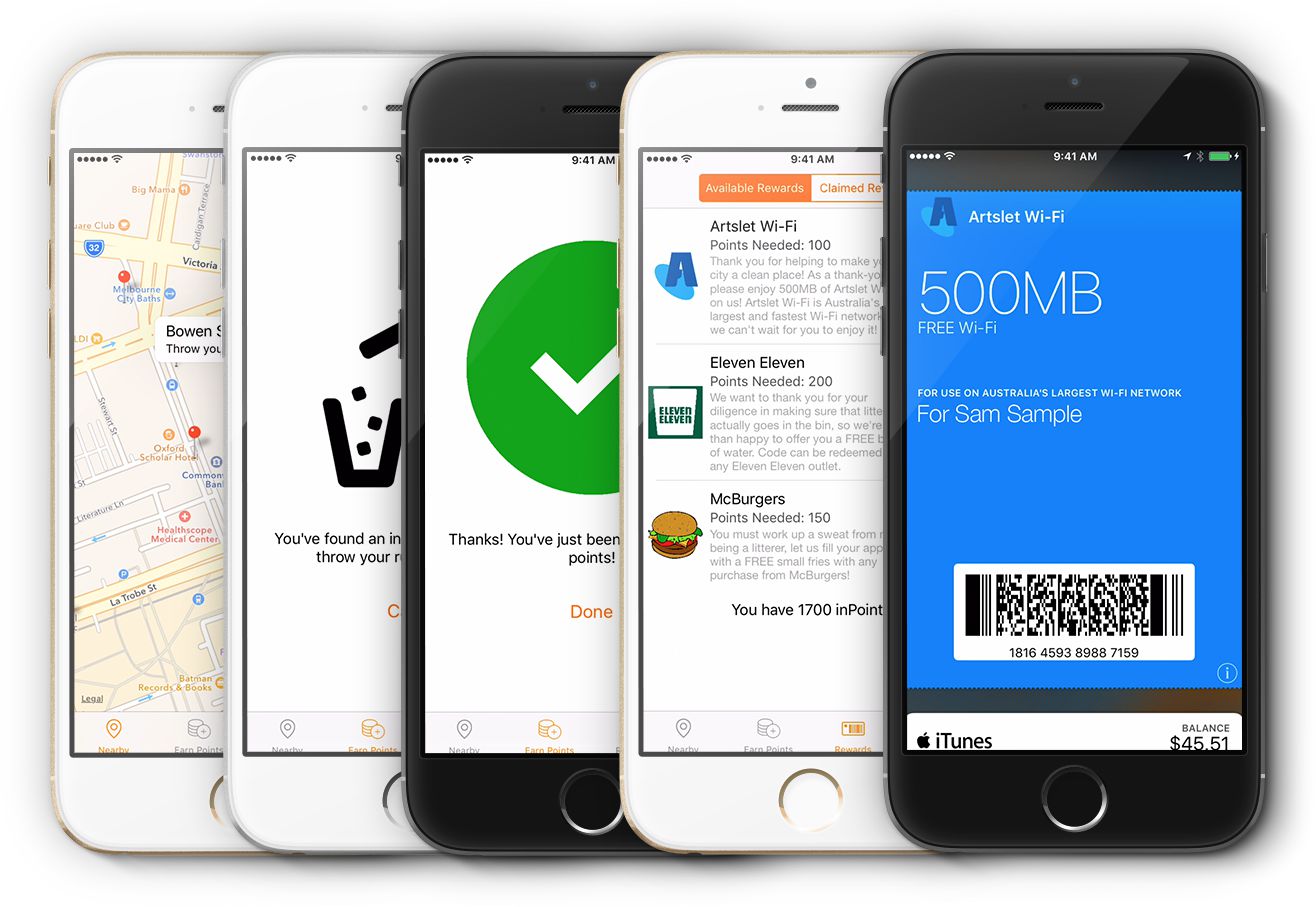 Swanston
Big Mama
Cardigan Terrace
uare Club
32
Victoria
Melbourne
City Baths
LDI
Bowen S
Throw you
Stewart St
Oxford
Scholar Hotel
Common
Bank
St
Literature Ln
Healthscope
Medical Center
P
La Trobe St
Batman
Records & Books
Legal
Nearby
Earn Points
9
You've found an in
throw your ru
C
Nearby
Earn Points
9:41 AM
Thanks! You've just been
points!
Done
Nearby
Earn Points
9:41 AM
Available Rewards
Claimed Re
Artslet Wi-Fi
Points Needed: 100
Thank you for helping to make yo
city a clean place! As a thank-yo
please enjoy 500MB of Artslet W
on us! Artslet Wi-Fi is Australia's
largest and fastest Wi-Fi network
we can't wait for you to enjoy it!
ELEVEN
ELEVEN
Eleven Eleven
Points Needed: 200
We want to thank you for your
diligence in making sure that litte
actually goes in the bin, so we're
than happy to offer you a FREE b
of water. Code can be redeemed
any Eleven Eleven outlet.
McBurgers
Points Needed: 150
You must work up a sweat from n
being a litterer, let us fill your app
with a FREE small fries with any
purchase from McBurgers!
You have 1700 inPoint
Nearby
Earn Points
Rewards
9:41 AM
A
Artslet Wi-Fi
500MB
FREE Wi-Fi
FOR USE ON AUSTRALIA'S LARGEST WI-FI NETWORK
For Sam Sample
1816 4593 8988 7159
iTunes
BALANCE
$45.51